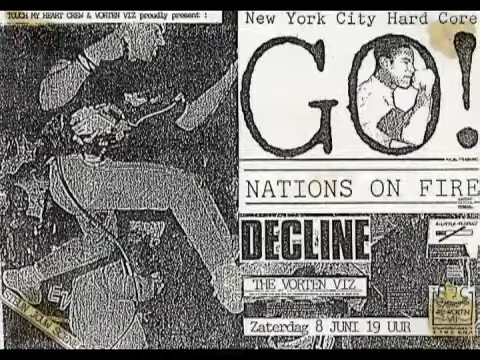 TOUCH MY HEART CREW & VORTEN VIZ proudly present :
New York City Hard Core
GO!
NATIONS ON FIRE
DECLINE
THE VORTEN VIZ
Zaterdag 8 JUNI 19 UUR